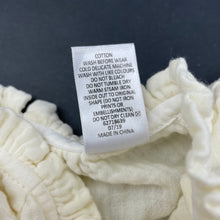 COTTON
WASH BEFORE WEAR
COLD DELICATE MACHINE
WASH WITH LIKE COLOURS
DO NOT BLEACH
DO NOT TUMBLE DRY
WARM STEAM IRON
INSIDE OUT TO ORIGINAL
SHAPE (DO NOT IRON
PRINTS OR
EMBELLISHMENTS)
DO NOT DRY CLEAN
62718639
07/19
MADE IN
CHINA